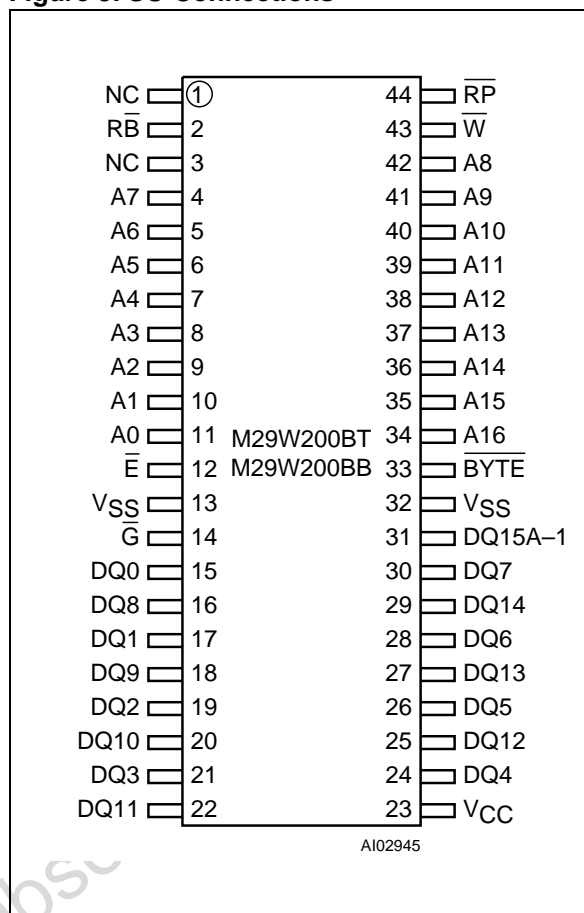 Figure 3. SO Connections
NC 1 44 R̅P̅
RB̅ 2 43 W̅
NC 3 42 A8
A7 4 41 A9
A6 5 40 A10
A5 6 39 A11
A4 7 38 A12
A3 8 37 A13
A2 9 36 A14
A1 10 35 A15
A0 11 M29W200BT 34 A16
E̅ 12 M29W200BB 33 B̅Y̅T̅E̅
VSS 13 32 VSS
G̅ 14 31 DQ15A–1
DQ0 15 30 DQ7
DQ8 16 29 DQ14
DQ1 17 28 DQ6
DQ9 18 27 DQ13
DQ2 19 26 DQ5
DQ10 20 25 DQ12
DQ3 21 24 DQ4
DQ11 22 23 VCC
AI02945